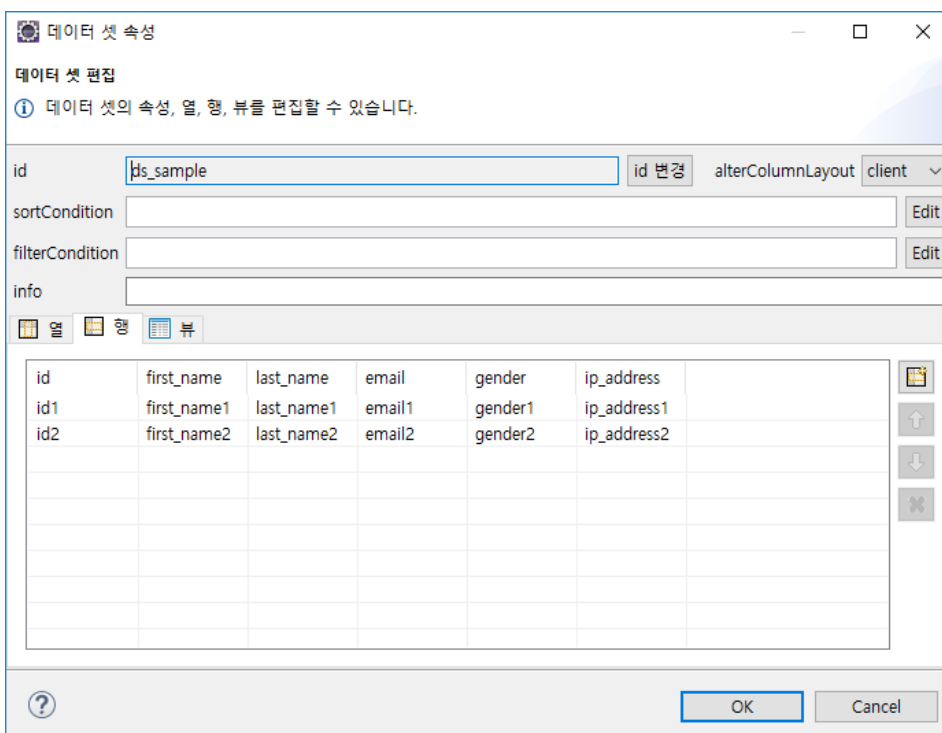 데이터 셋 속성
데이터 셋 편집
데이터 셋의 속성, 열, 행, 뷰를 편집할 수 있습니다.
id ds_sample id 변경 alterColumnLayout client
sortCondition Edit
filterCondition Edit
info
열 행 뷰
id first_name last_name email gender ip_address
id1 first_name1 last_name1 email1 gender1 ip_address1
id2 first_name2 last_name2 email2 gender2 ip_address2
OK Cancel